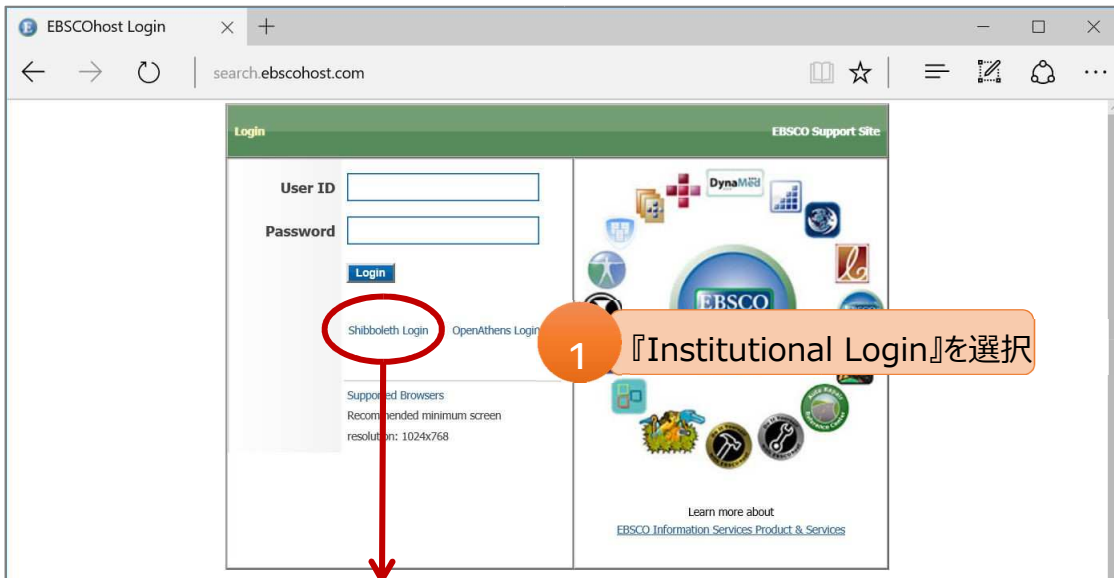 EBSCOhost Login
search.ebscohost.com
Login
EBSCO Support Site
User ID
Password
Login
Shibboleth Login OpenAthens Login
Supported Browsers
Recommended minimum screen
resolution: 1024x768
DynaMed
EBSCO
1
『Institutional Login』を選択
Learn more about
EBSCO Information Services Product & Services